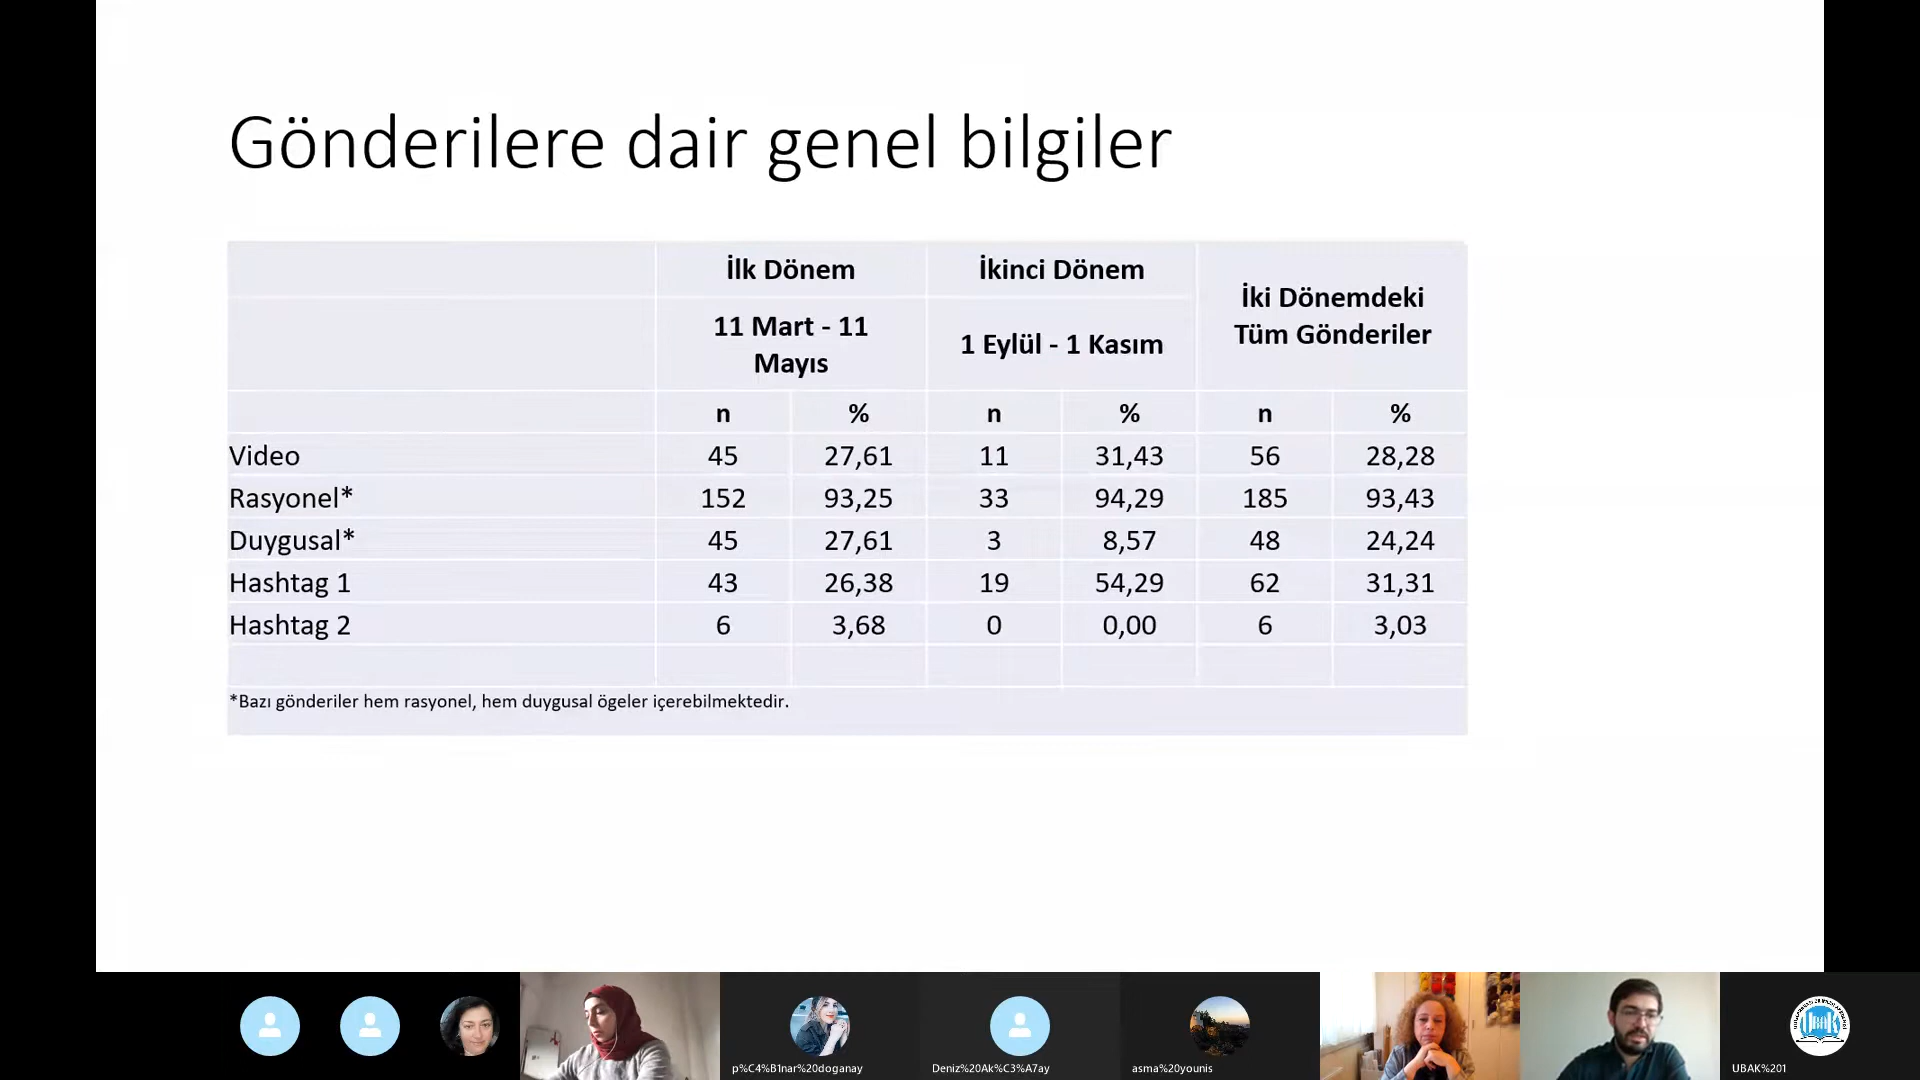 Gönderilere dair genel bilgiler
İlk Dönem İkinci Dönem İki Dönemdeki Tüm Gönderiler
11 Mart - 11 Mayıs 1 Eylül - 1 Kasım
n % n % n %
Video 45 27,61 11 31,43 56 28,28
Rasyonel* 152 93,25 33 94,29 185 93,43
Duygusal* 45 27,61 3 8,57 48 24,24
Hashtag 1 43 26,38 19 54,29 62 31,31
Hashtag 2 6 3,68 0 0,00 6 3,03
*Bazı gönderiler hem rasyonel, hem duygusal ögeler içerebilmektedir.
p%C4%B1nar%20doganay
Deniz%20Ak%C3%A7ay
asma%20younis
UBAK
UBAK%201